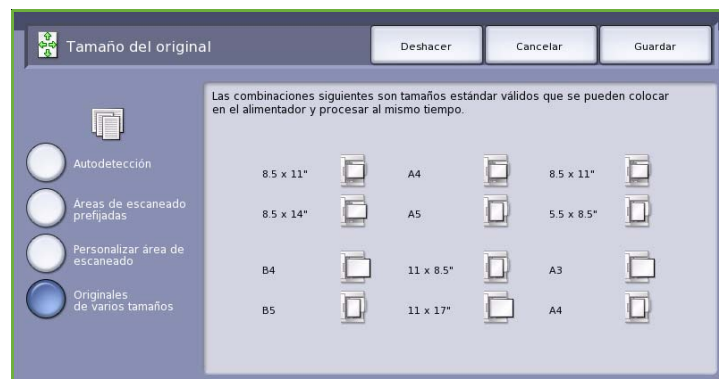 Tamaño del original
Deshacer
Cancelar
Guardar
Las combinaciones siguientes son tamaños estándar válidos que se pueden colocar
en el alimentador y procesar al mismo tiempo.
Autodetección
Áreas de escaneado
prefijadas
Personalizar área de
escaneado
Originales
de varios tamaños
8.5 x 11"
A4
8.5 x 11"
8.5 x 14"
A5
5.5 x 8.5"
B4
11 x 8.5"
A3
B5
11 x 17"
A4